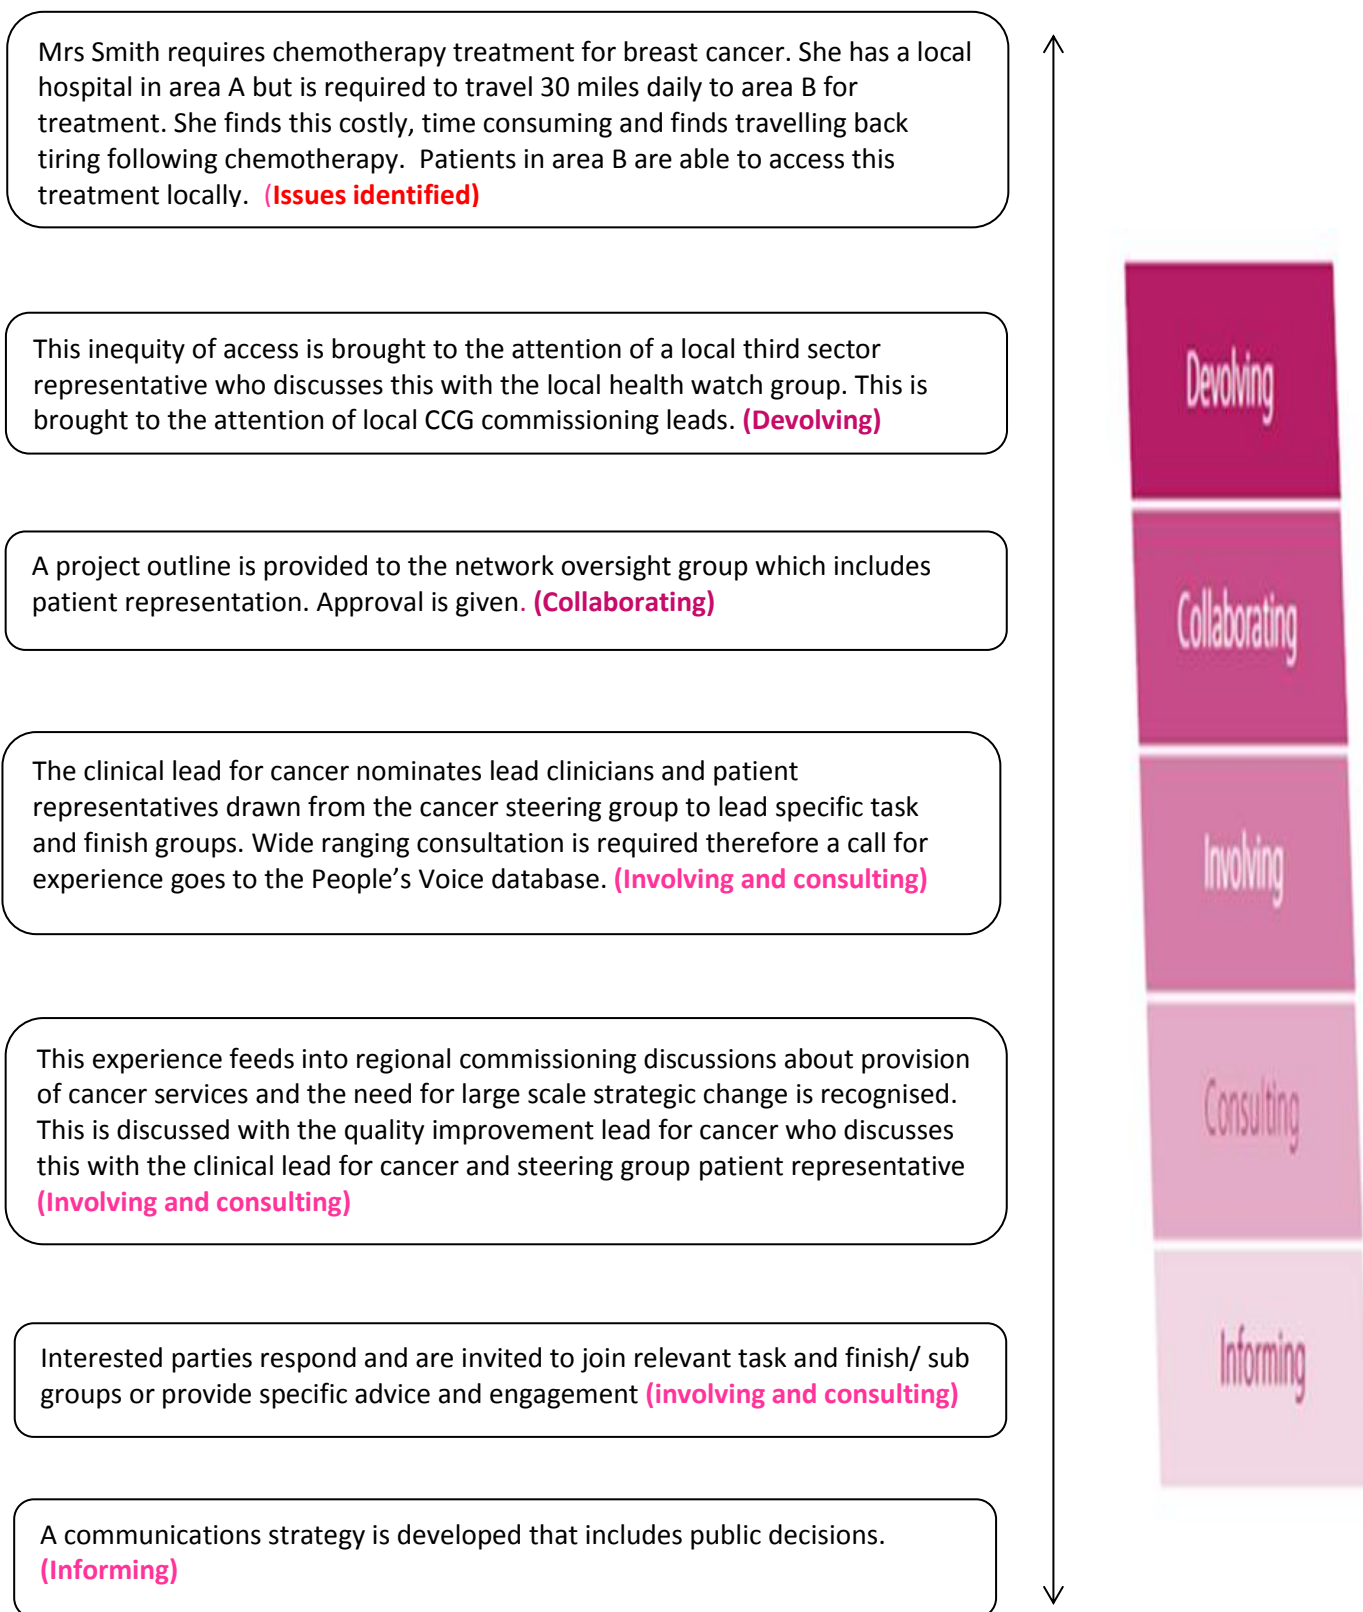 Mrs Smith requires chemotherapy treatment for breast cancer. She has a local
hospital in area A but is required to travel 30 miles daily to area B for
treatment. She finds this costly, time consuming and finds travelling back
tiring following chemotherapy.  Patients in area B are able to access this
treatment locally.  (Issues identified)
This inequity of access is brought to the attention of a local third sector
representative who discusses this with the local health watch group. This is
brought to the attention of local CCG commissioning leads. (Devolving)
A project outline is provided to the network oversight group which includes
patient representation. Approval is given. (Collaborating)
The clinical lead for cancer nominates lead clinicians and patient
representatives drawn from the cancer steering group to lead specific task
and finish groups. Wide ranging consultation is required therefore a call for
experience goes to the People’s Voice database. (Involving and consulting)
This experience feeds into regional commissioning discussions about provision
of cancer services and the need for large scale strategic change is recognised.
This is discussed with the quality improvement lead for cancer who discusses
this with the clinical lead for cancer and steering group patient representative
(Involving and consulting)
Interested parties respond and are invited to join relevant task and finish/ sub
groups or provide specific advice and engagement (involving and consulting)
A communications strategy is developed that includes public decisions.
(Informing)
Devolving
Collaborating
Involving
Consulting
Informing